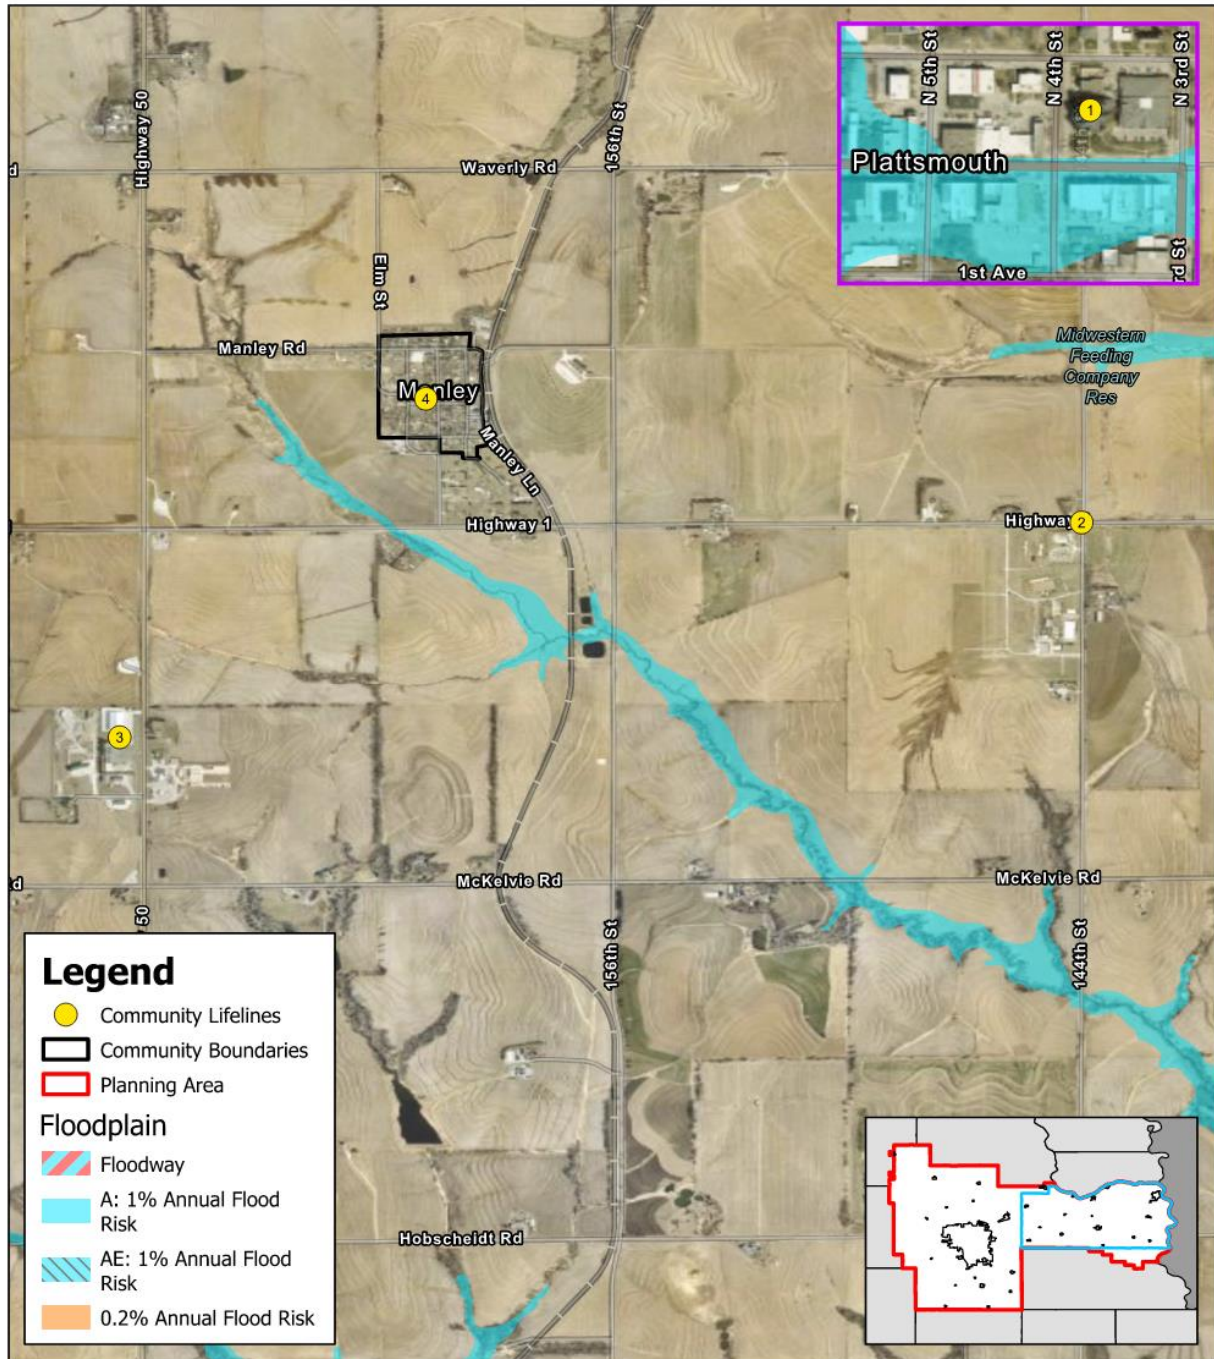 Highway 50
Waverly Rd
156th St
N 5th St
N 4th St
N 3rd St
1
Plattsmouth
1st Ave
rd St
d
Elm St
Manley Rd
Manley
4
Manley Ln
Midwestern
Feeding
Company
Res
Highway 1
Highway
2
3
McKelvie Rd
McKelvie Rd
d
50
156th St
144th St
Hobscheidt Rd
Legend
Community Lifelines
Community Boundaries
Planning Area
Floodplain
Floodway
A: 1% Annual Flood
Risk
AE: 1% Annual Flood
Risk
0.2% Annual Flood Risk